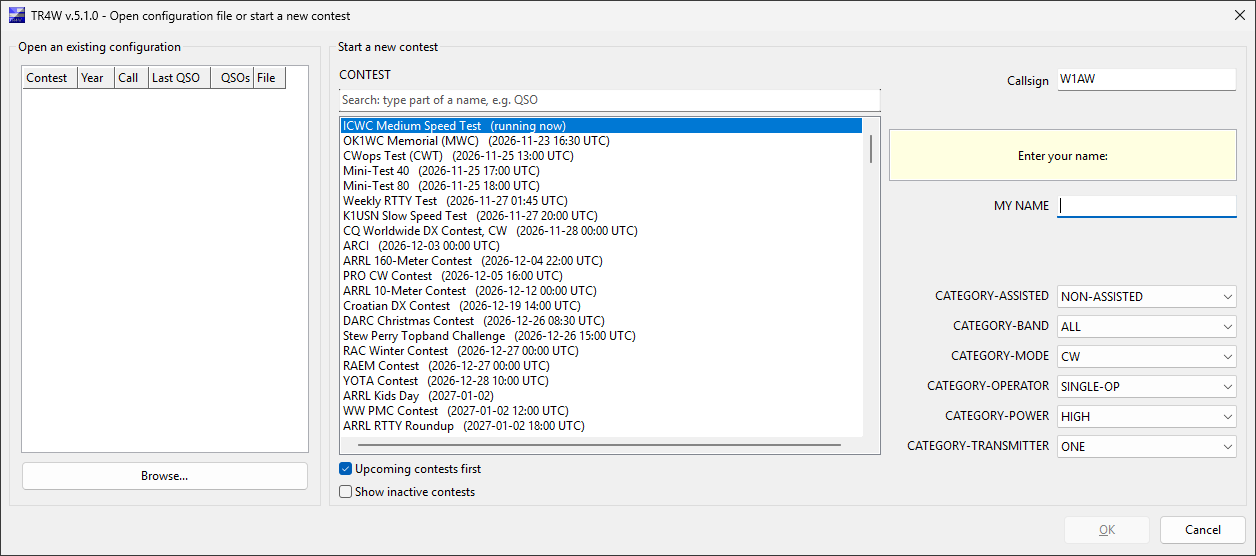 TR4W v.5.1.0 - Open configuration file or start a new contest
Open an existing configuration
Contest Year Call Last QSO QSOs File
Browse...
Start a new contest
CONTEST
Search: type part of a name, e.g. QSO
ICWC Medium Speed Test (running now)
OK1WC Memorial (MWC) (2026-11-23 16:30 UTC)
CWops Test (CWT) (2026-11-25 13:00 UTC)
Mini-Test 40 (2026-11-25 17:00 UTC)
Mini-Test 80 (2026-11-25 18:00 UTC)
Weekly RTTY Test (2026-11-27 01:45 UTC)
K1USN Slow Speed Test (2026-11-27 20:00 UTC)
CQ Worldwide DX Contest, CW (2026-11-28 00:00 UTC)
ARCI (2026-12-03 00:00 UTC)
ARRL 160-Meter Contest (2026-12-04 22:00 UTC)
PRO CW Contest (2026-12-05 16:00 UTC)
ARRL 10-Meter Contest (2026-12-12 00:00 UTC)
Croatian DX Contest (2026-12-19 14:00 UTC)
DARC Christmas Contest (2026-12-26 08:30 UTC)
Stew Perry Topband Challenge (2026-12-26 15:00 UTC)
RAC Winter Contest (2026-12-27 00:00 UTC)
RAEM Contest (2026-12-27 00:00 UTC)
YOTA Contest (2026-12-28 10:00 UTC)
ARRL Kids Day (2027-01-02)
WW PMC Contest (2027-01-02 12:00 UTC)
ARRL RTTY Roundup (2027-01-02 18:00 UTC)
Upcoming contests first
Show inactive contests
Callsign W1AW
Enter your name:
MY NAME
CATEGORY-ASSISTED NON-ASSISTED
CATEGORY-BAND ALL
CATEGORY-MODE CW
CATEGORY-OPERATOR SINGLE-OP
CATEGORY-POWER HIGH
CATEGORY-TRANSMITTER ONE
OK Cancel